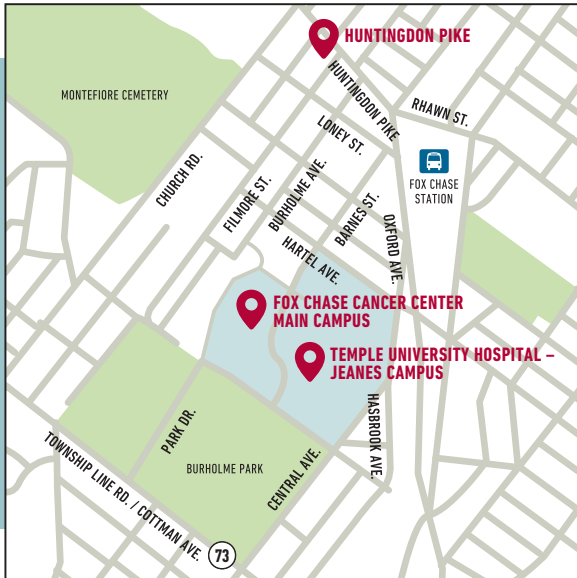 HUNTINGDON PIKE
HUNTINGDON PIKE
RHAWN ST.
MONTEFIORE CEMETERY
LONEY ST.
FOX CHASE
STATION
CHURCH RD.
FILMORE ST.
BURHOLME AVE.
BARNES ST.
OXFORD AVE.
HARTEL AVE.
FOX CHASE CANCER CENTER
MAIN CAMPUS
TEMPLE UNIVERSITY HOSPITAL –
JEANES CAMPUS
HASBROOK AVE.
PARK DR.
BURHOLME PARK
CENTRAL AVE.
TOWNSHIP LINE RD. / COTTMAN AVE.
73